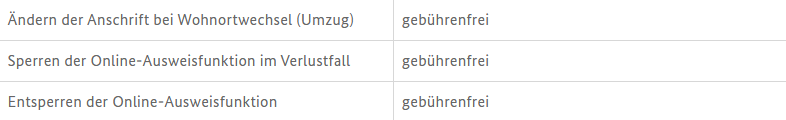 Ändern der Anschrift bei Wohnortwechsel (Umzug) gebührenfrei
Sperren der Online-Ausweisfunktion im Verlustfall gebührenfrei
Entsperren der Online-Ausweisfunktion gebührenfrei